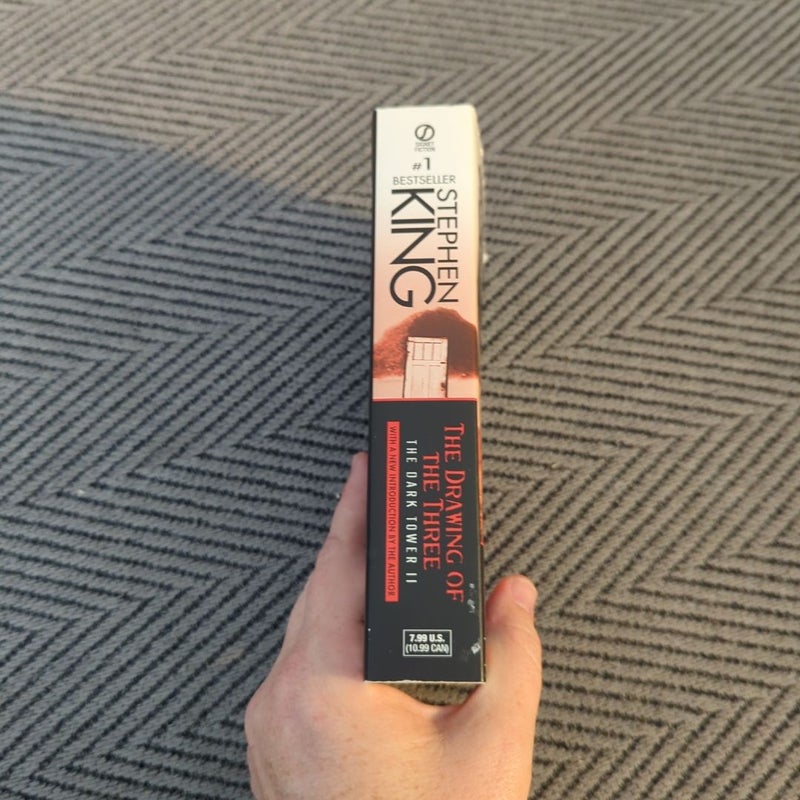 SIGNET
FICTION
#1
BESTSELLER
STEPHEN
KING
THE DRAWING OF
THE THREE
THE DARK TOWER II
WITH A NEW INTRODUCTION BY THE AUTHOR
7.99 U.S.
(10.99 CAN)